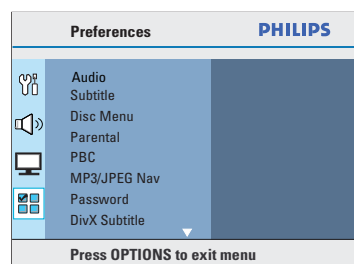 Preferences
PHILIPS
Audio
Subtitle
Disc Menu
Parental
PBC
MP3/JPEG Nav
Password
DivX Subtitle
Press OPTIONS to exit menu